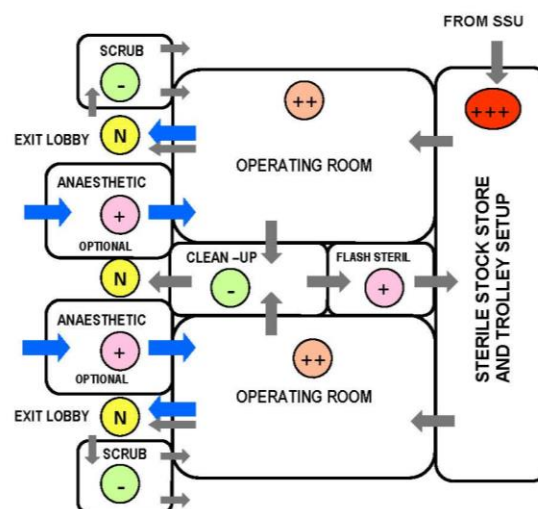 FROM SSU
+++
SCRUB
-
EXIT LOBBY
N
++
OPERATING ROOM
ANAESTHETIC
+
OPTIONAL
N
CLEAN –UP
-
FLASH STERIL
+
STERILE STOCK STORE
AND TROLLEY SETUP
ANAESTHETIC
+
OPTIONAL
++
OPERATING ROOM
EXIT LOBBY
N
SCRUB
-